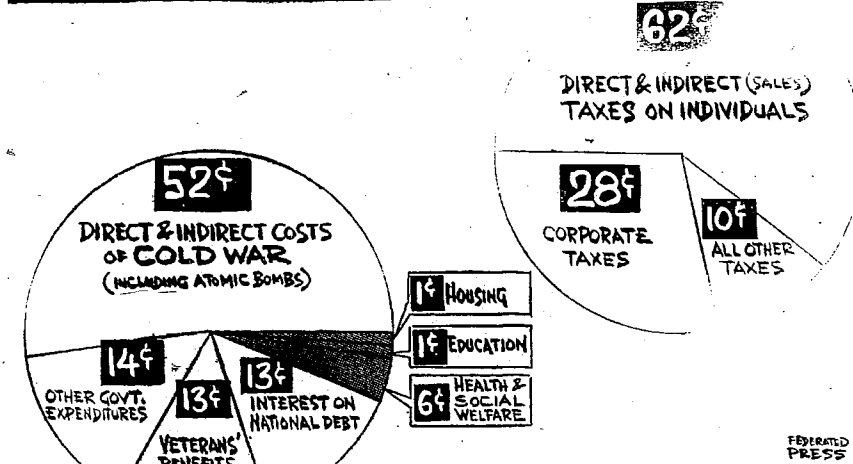 62¢
DIRECT & INDIRECT (SALES)
TAXES ON INDIVIDUALS
28¢
CORPORATE
TAXES
10¢
ALL OTHER
TAXES
52¢
DIRECT & INDIRECT COSTS
OF COLD WAR
(INCLUDING ATOMIC BOMBS)
1¢ HOUSING
1¢ EDUCATION
6¢ HEALTH &
SOCIAL
WELFARE
14¢
OTHER GOVT.
EXPENDITURES
13¢
VETERANS'
BENEFITS
13¢
INTEREST ON
NATIONAL DEBT
FEDERATED
PRESS